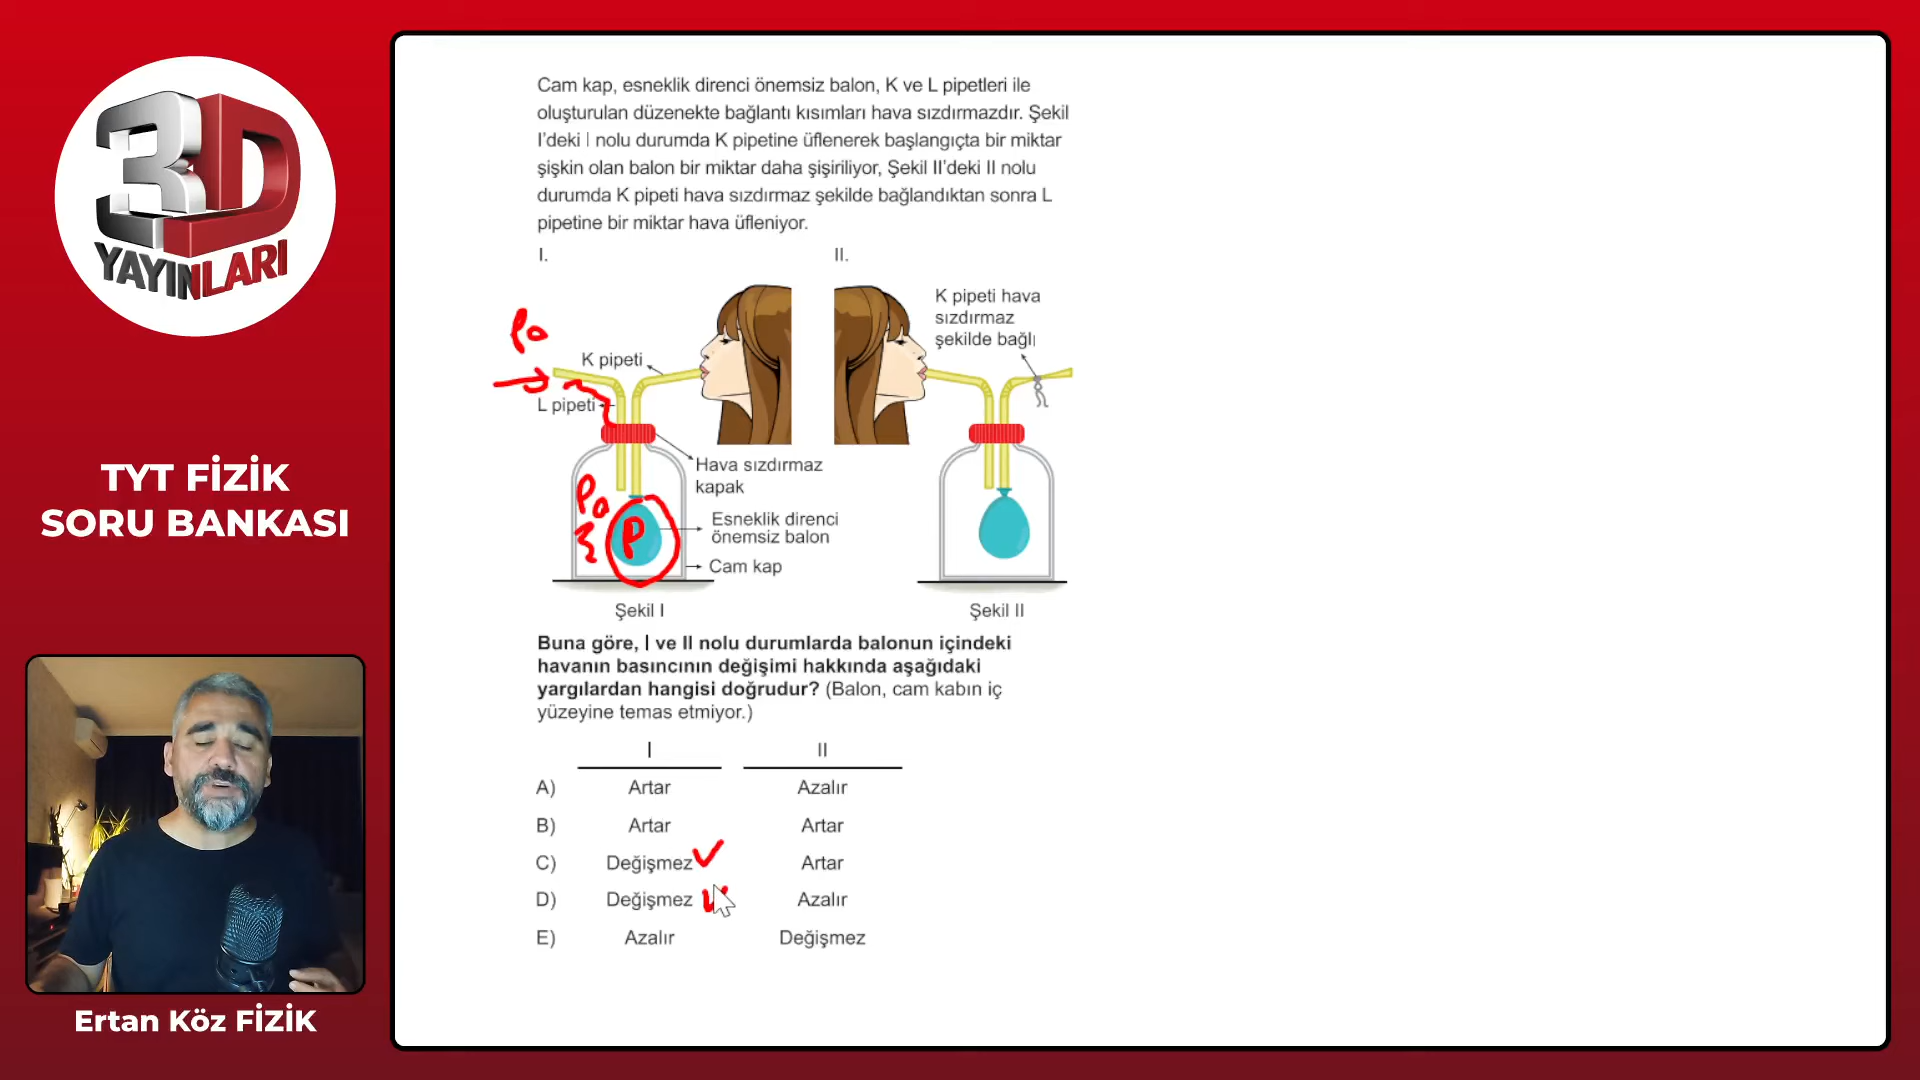 3D
YAYINLARI
TYT FİZİK
SORU BANKASI
Ertan Köz FİZİK
Cam kap, esneklik direnci önemsiz balon, K ve L pipetleri ile
oluşturulan düzenekte bağlantı kısımları hava sızdırmazdır. Şekil
I'deki I nolu durumda K pipetine üflenerek başlangıçta bir miktar
şişkin olan balon bir miktar daha şişiriliyor, Şekil II'deki II nolu
durumda K pipeti hava sızdırmaz şekilde bağlandıktan sonra L
pipetine bir miktar hava üfleniyor.
I.
II.
K pipeti hava
sızdırmaz
şekilde bağlı
P0
K pipeti
L pipeti
Hava sızdırmaz
kapak
P0
P
Esneklik direnci
önemsiz balon
Cam kap
Şekil I
Şekil II
Buna göre, I ve II nolu durumlarda balonun içindeki
havanın basıncının değişimi hakkında aşağıdaki
yargılardan hangisi doğrudur? (Balon, cam kabın iç
yüzeyine temas etmiyor.)
I II
A) Artar Azalır
B) Artar Artar
C) Değişmez Artar
D) Değişmez Azalır
E) Azalır Değişmez